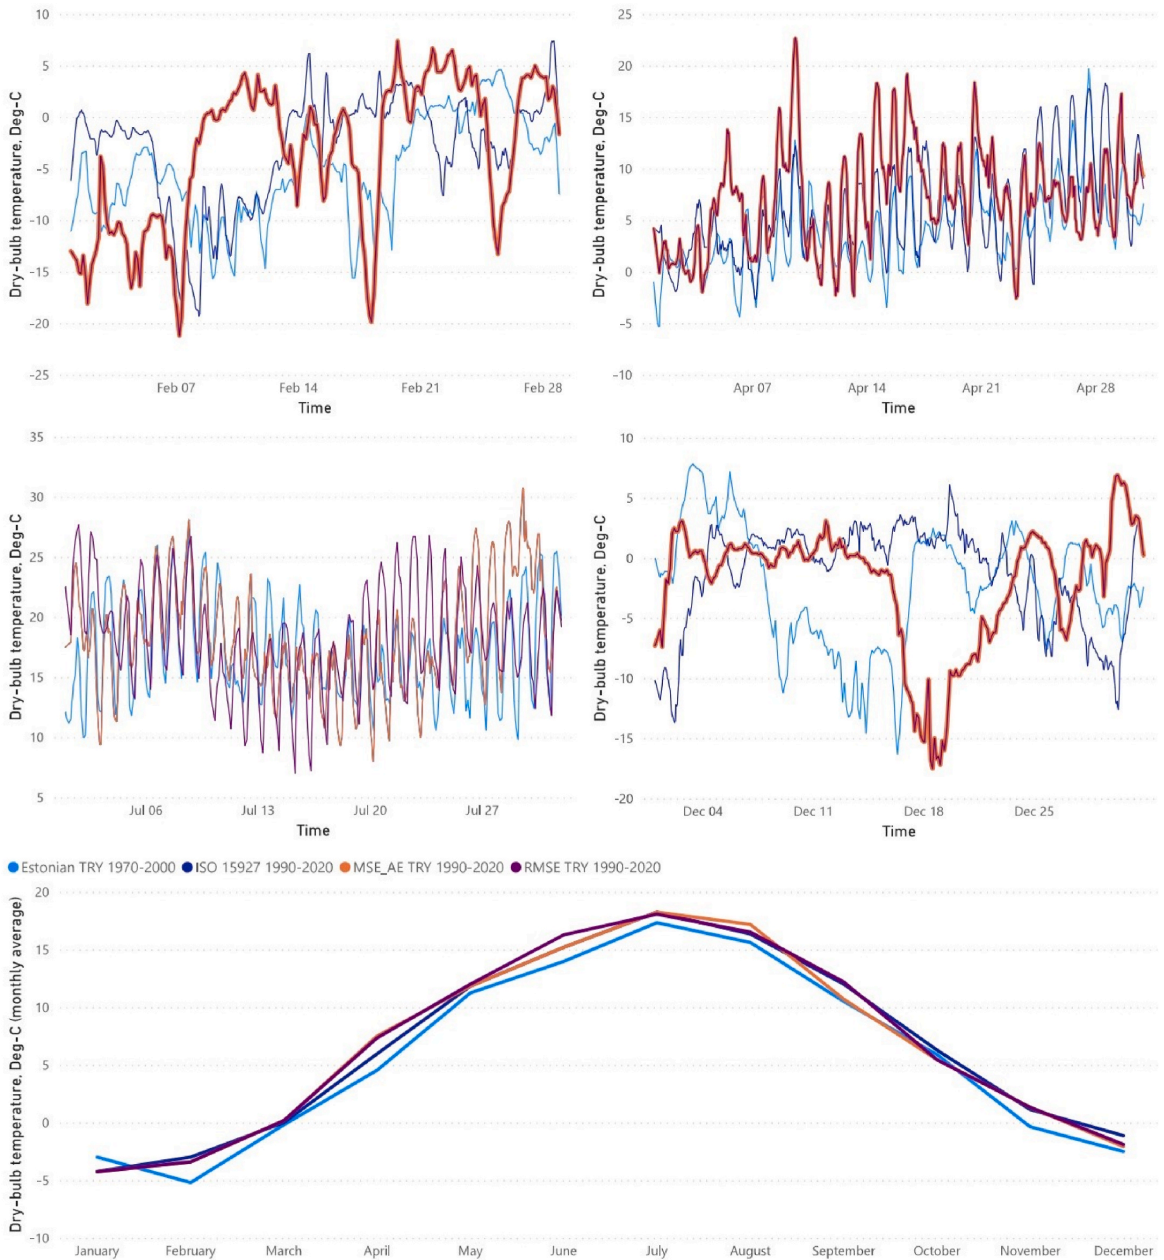 Dry-bulb temperature, Deg-C
10
5
0
-5
-10
-15
-20
-25
Feb 07
Feb 14
Feb 21
Feb 28
Time
Dry-bulb temperature, Deg-C
25
20
15
10
5
0
-5
-10
Apr 07
Apr 14
Apr 21
Apr 28
Time
Dry-bulb temperature, Deg-C
35
30
25
20
15
10
5
Jul 06
Jul 13
Jul 20
Jul 27
Time
Dry-bulb temperature, Deg-C
10
5
0
-5
-10
-15
-20
Dec 04
Dec 11
Dec 18
Dec 25
Time
Estonian TRY 1970-2000 ISO 15927 1990-2020 MSE_AE TRY 1990-2020 RMSE TRY 1990-2020
Dry-bulb temperature, Deg-C (monthly average)
20
15
10
5
0
-5
-10
January February March April May June July August September October November December